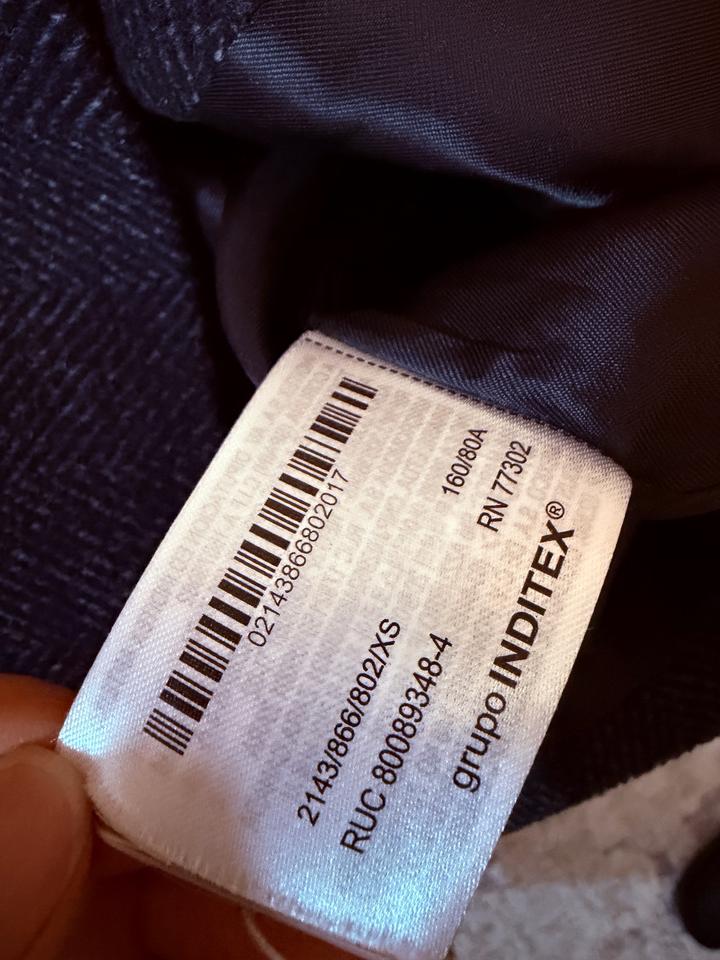 02143866802017
160/80A
RN 77302
2143/866/802/XS
RUC 80089348-4
grupo INDITEX®